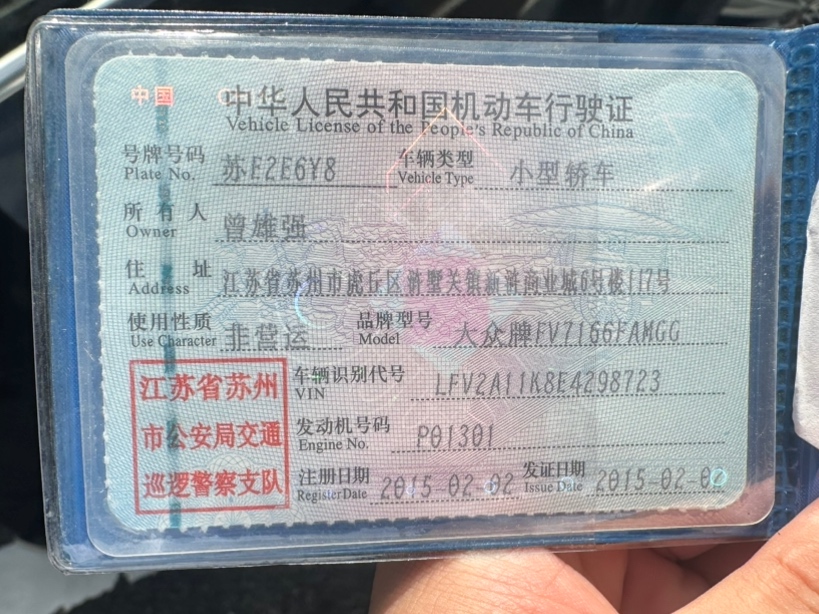 中国
中华人民共和国机动车行驶证
Vehicle License of the People's Republic of China
号牌号码 苏E2E6Y8 车辆类型 小型轿车
Plate No. Vehicle Type
所有人 曾雄强
Owner
住址 江苏省苏州市虎丘区浒墅关镇新浒商业城6号楼117号
Address
使用性质 非营运 品牌型号 大众牌FV7166FAMGG
Use Character Model
江苏省苏州
市公安局交通
巡逻警察支队
车辆识别代号 LFV2A11K8E4298723
VIN
发动机号码 P01301
Engine No.
注册日期 2015-02-02 发证日期 2015-02-02
Register Date Issue Date